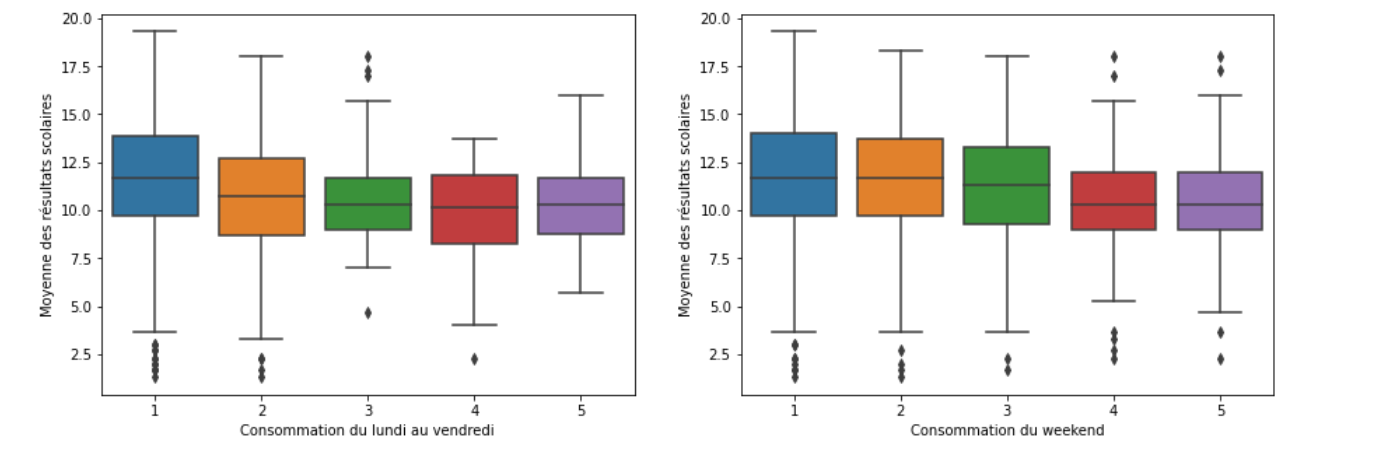 20.0
17.5
15.0
12.5
10.0
7.5
5.0
2.5
Moyenne des résultats scolaires
1 2 3 4 5
Consommation du lundi au vendredi
20.0
17.5
15.0
12.5
10.0
7.5
5.0
2.5
Moyenne des résultats scolaires
1 2 3 4 5
Consommation du weekend